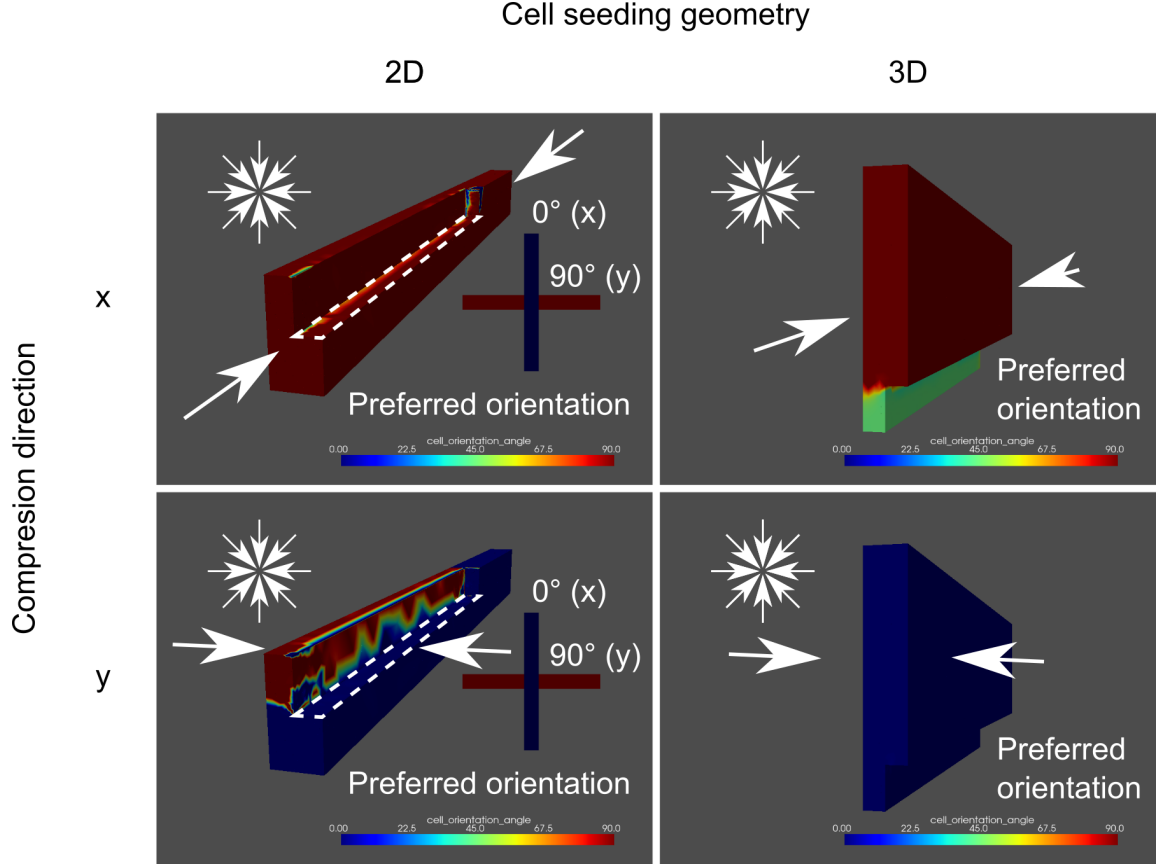 Cell seeding geometry
2D
3D
Compresion direction
x
0° (x)
90° (y)
Preferred orientation
cell_orientation_angle
0.00 22.5 45.0 67.5 90.0
Preferred
orientation
cell_orientation_angle
0.00 22.5 45.0 67.5 90.0
y
0° (x)
90° (y)
Preferred orientation
cell_orientation_angle
0.00 22.5 45.0 67.5 90.0
Preferred
orientation
cell_orientation_angle
0.00 22.5 45.0 67.5 90.0